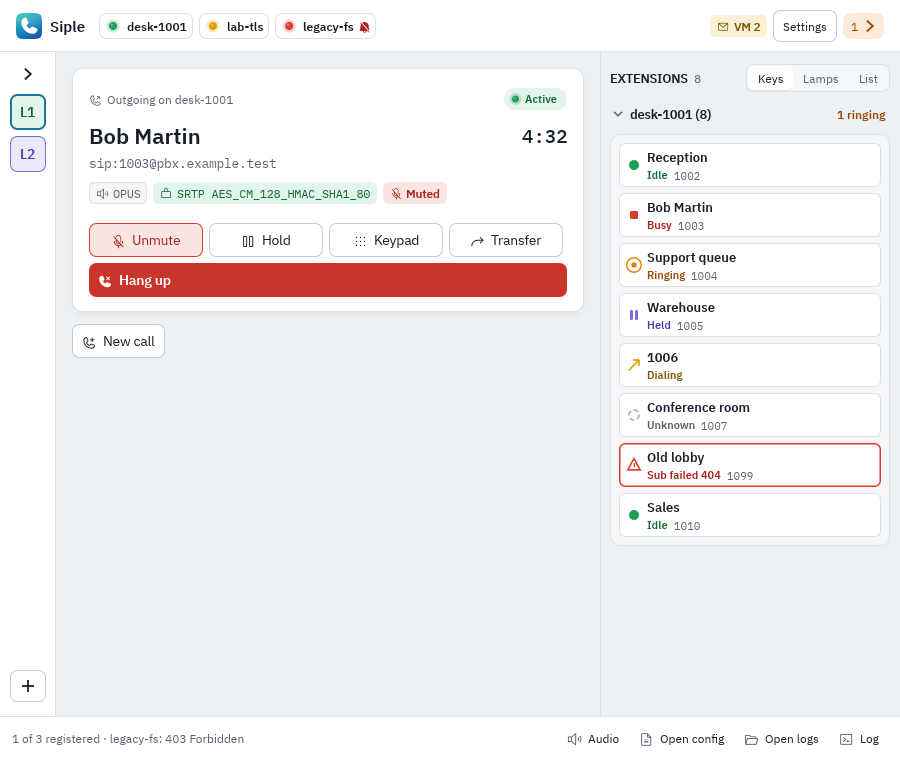 Siple desk-1001 lab-tls legacy-fs VM 2 Settings 1
L1
L2
Outgoing on desk-1001 Active
Bob Martin 4:32
sip:1003@pbx.example.test
OPUS SRTP AES_CM_128_HMAC_SHA1_80 Muted
Unmute Hold Keypad Transfer
Hang up
New call
EXTENSIONS 8 Keys Lamps List
desk-1001 (8) 1 ringing
Reception
Idle 1002
Bob Martin
Busy 1003
Support queue
Ringing 1004
Warehouse
Held 1005
1006
Dialing
Conference room
Unknown 1007
Old lobby
Sub failed 404 1099
Sales
Idle 1010
1 of 3 registered · legacy-fs: 403 Forbidden Audio Open config Open logs Log